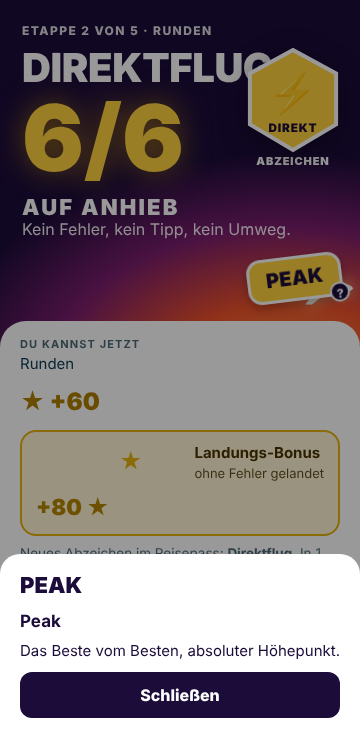 ETAPPE 2 VON 5 · RUNDEN
DIREKTFLUG
6/6
DIREKT
ABZEICHEN
AUF ANHIEB
Kein Fehler, kein Tipp, kein Umweg.
PEAK
?
DU KANNST JETZT
Runden
★ +60
★
Landungs-Bonus
ohne Fehler gelandet
+80 ★
Neues Abzeichen im Reisepass: Direktflug. In 1
PEAK
Peak
Das Beste vom Besten, absoluter Höhepunkt.
Schließen